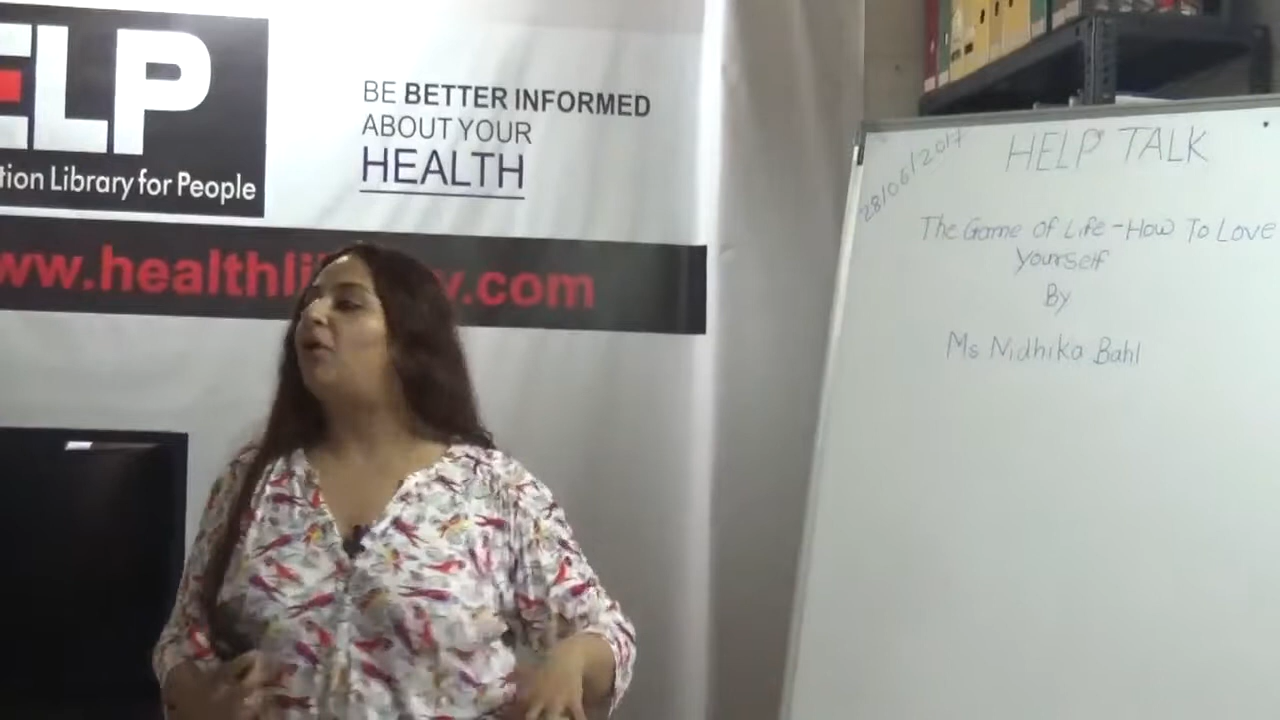 ELP
tion Library for People
BE BETTER INFORMED
ABOUT YOUR
HEALTH
ww.healthli y.com
28/06/2017
HELP TALK
The Game Of Life - How To Love
Yourself
By
Ms Nidhika Bahl